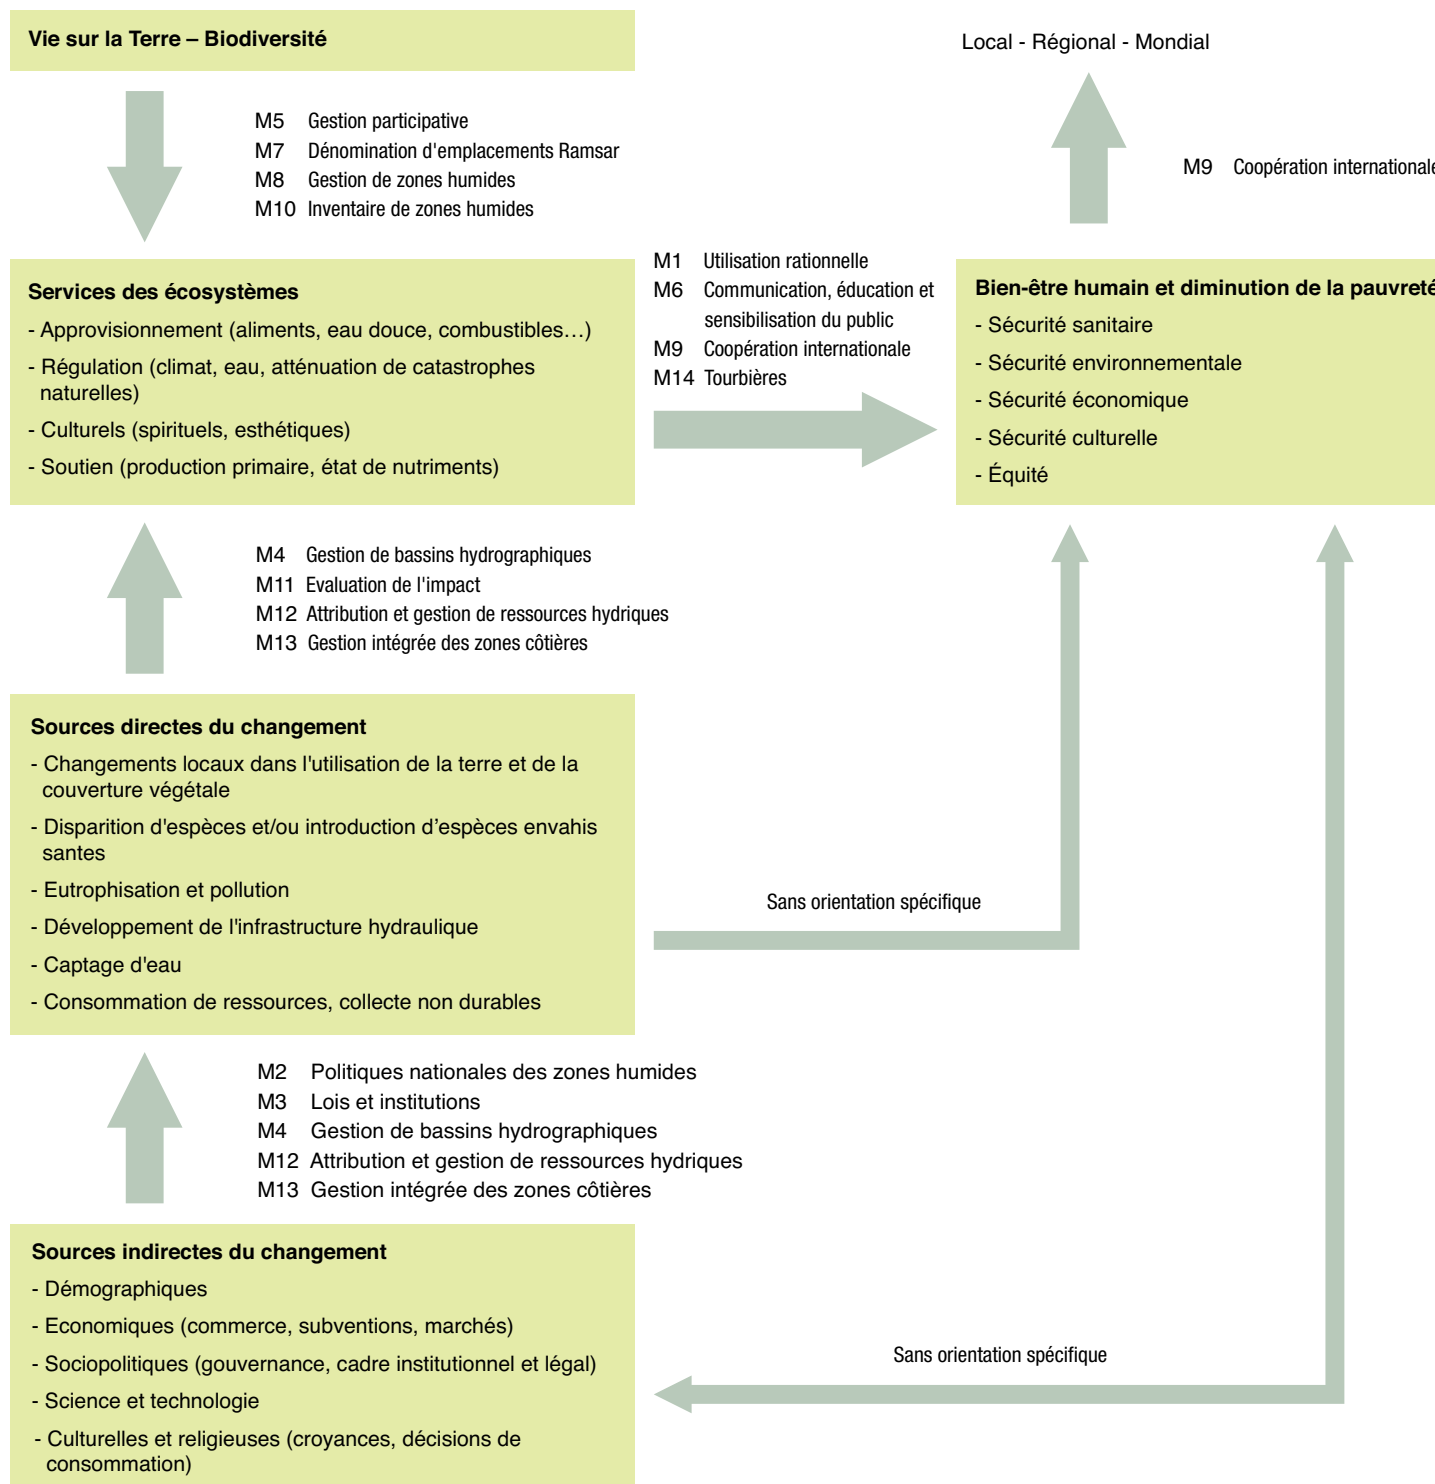 Vie sur la Terre – Biodiversité
Local - Régional - Mondial
M5 Gestion participative
M7 Dénomination d'emplacements Ramsar
M8 Gestion de zones humides
M10 Inventaire de zones humides
M9 Coopération internationale
Services des écosystèmes
- Approvisionnement (aliments, eau douce, combustibles…)
- Régulation (climat, eau, atténuation de catastrophes
naturelles)
- Culturels (spirituels, esthétiques)
- Soutien (production primaire, état de nutriments)
M1 Utilisation rationnelle
M6 Communication, éducation et
sensibilisation du public
M9 Coopération internationale
M14 Tourbières
Bien-être humain et diminution de la pauvreté
- Sécurité sanitaire
- Sécurité environnementale
- Sécurité économique
- Sécurité culturelle
- Équité
M4 Gestion de bassins hydrographiques
M11 Evaluation de l'impact
M12 Attribution et gestion de ressources hydriques
M13 Gestion intégrée des zones côtières
Sources directes du changement
- Changements locaux dans l'utilisation de la terre et de la
couverture végétale
- Disparition d'espèces et/ou introduction d’espèces envahis
santes
- Eutrophisation et pollution
- Développement de l'infrastructure hydraulique
- Captage d'eau
- Consommation de ressources, collecte non durables
Sans orientation spécifique
M2 Politiques nationales des zones humides
M3 Lois et institutions
M4 Gestion de bassins hydrographiques
M12 Attribution et gestion de ressources hydriques
M13 Gestion intégrée des zones côtières
Sources indirectes du changement
- Démographiques
- Economiques (commerce, subventions, marchés)
- Sociopolitiques (gouvernance, cadre institutionnel et légal)
- Science et technologie
- Culturelles et religieuses (croyances, décisions de
consommation)
Sans orientation spécifique